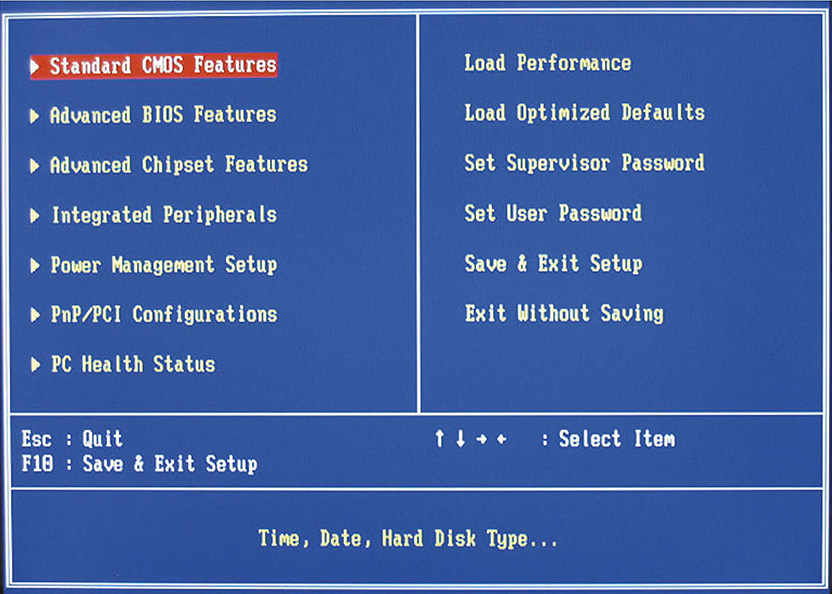 Standard CMOS Features
Advanced BIOS Features
Advanced Chipset Features
Integrated Peripherals
Power Management Setup
PnP/PCI Configurations
PC Health Status
Load Performance
Load Optimized Defaults
Set Supervisor Password
Set User Password
Save & Exit Setup
Exit Without Saving
Esc : Quit
F10 : Save & Exit Setup
↑ ↓ → ← : Select Item
Time, Date, Hard Disk Type...